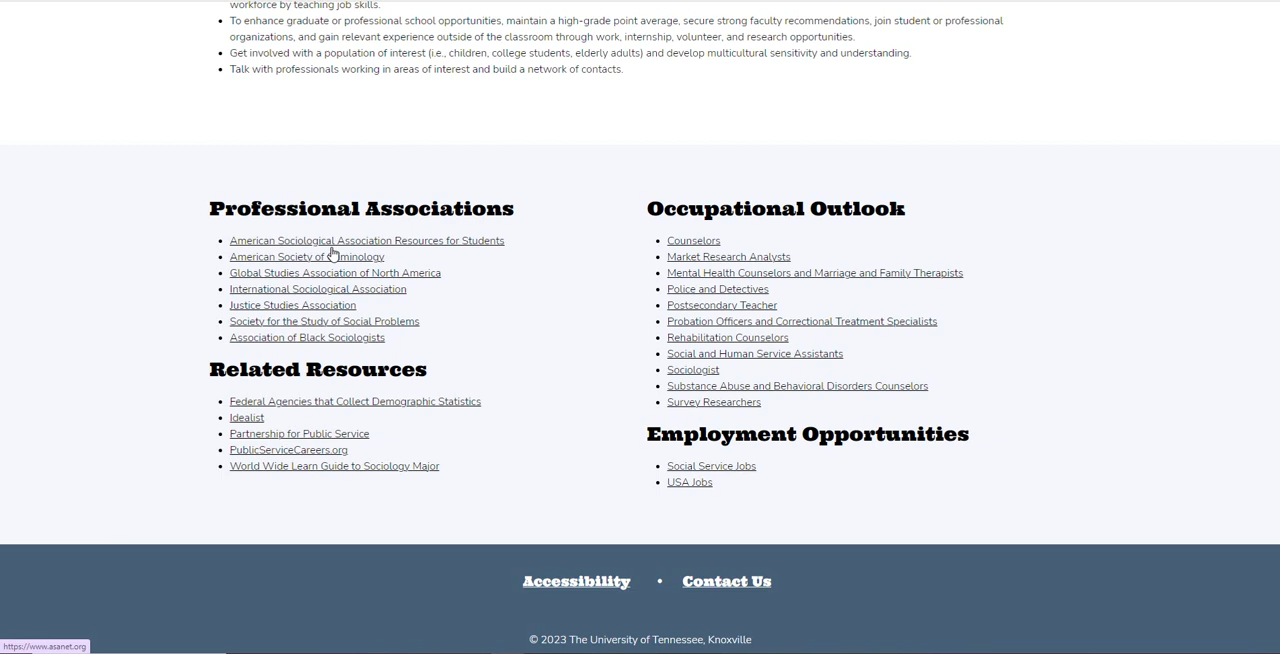 workforce by teaching job skills.
To enhance graduate or professional school opportunities, maintain a high-grade point average, secure strong faculty recommendations, join student or professional
organizations, and gain relevant experience outside of the classroom through work, internship, volunteer, and research opportunities.
Get involved with a population of interest (i.e., children, college students, elderly adults) and develop multicultural sensitivity and understanding.
Talk with professionals working in areas of interest and build a network of contacts.
Professional Associations
American Sociological Association Resources for Students
American Society of Criminology
Global Studies Association of North America
International Sociological Association
Justice Studies Association
Society for the Study of Social Problems
Association of Black Sociologists
Related Resources
Federal Agencies that Collect Demographic Statistics
Idealist
Partnership for Public Service
PublicServiceCareers.org
World Wide Learn Guide to Sociology Major
Occupational Outlook
Counselors
Market Research Analysts
Mental Health Counselors and Marriage and Family Therapists
Police and Detectives
Postsecondary Teacher
Probation Officers and Correctional Treatment Specialists
Rehabilitation Counselors
Social and Human Service Assistants
Sociologist
Substance Abuse and Behavioral Disorders Counselors
Survey Researchers
Employment Opportunities
Social Service Jobs
USA Jobs
Accessibility • Contact Us
© 2023 The University of Tennessee, Knoxville
https://www.asanet.org